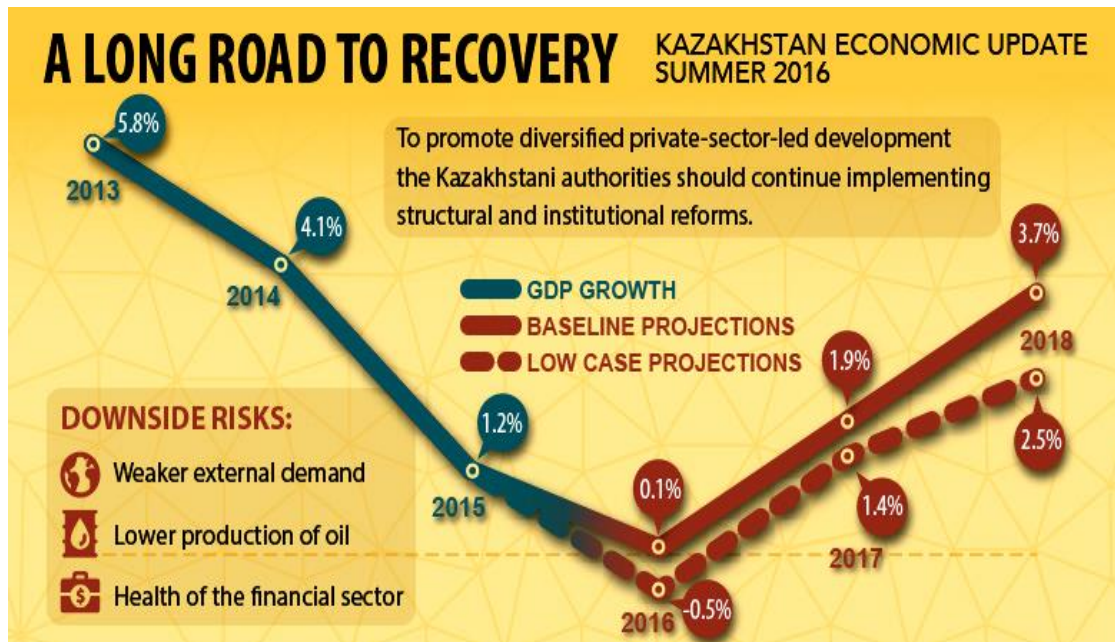 A LONG ROAD TO RECOVERY
KAZAKHSTAN ECONOMIC UPDATE
SUMMER 2016
5.8%
2013
To promote diversified private-sector-led development
the Kazakhstani authorities should continue implementing
structural and institutional reforms.
4.1%
2014
3.7%
GDP GROWTH
BASELINE PROJECTIONS
LOW CASE PROJECTIONS
2018
1.9%
DOWNSIDE RISKS:
Weaker external demand
Lower production of oil
Health of the financial sector
1.2%
2015
0.1%
2.5%
1.4%
2017
-0.5%
2016